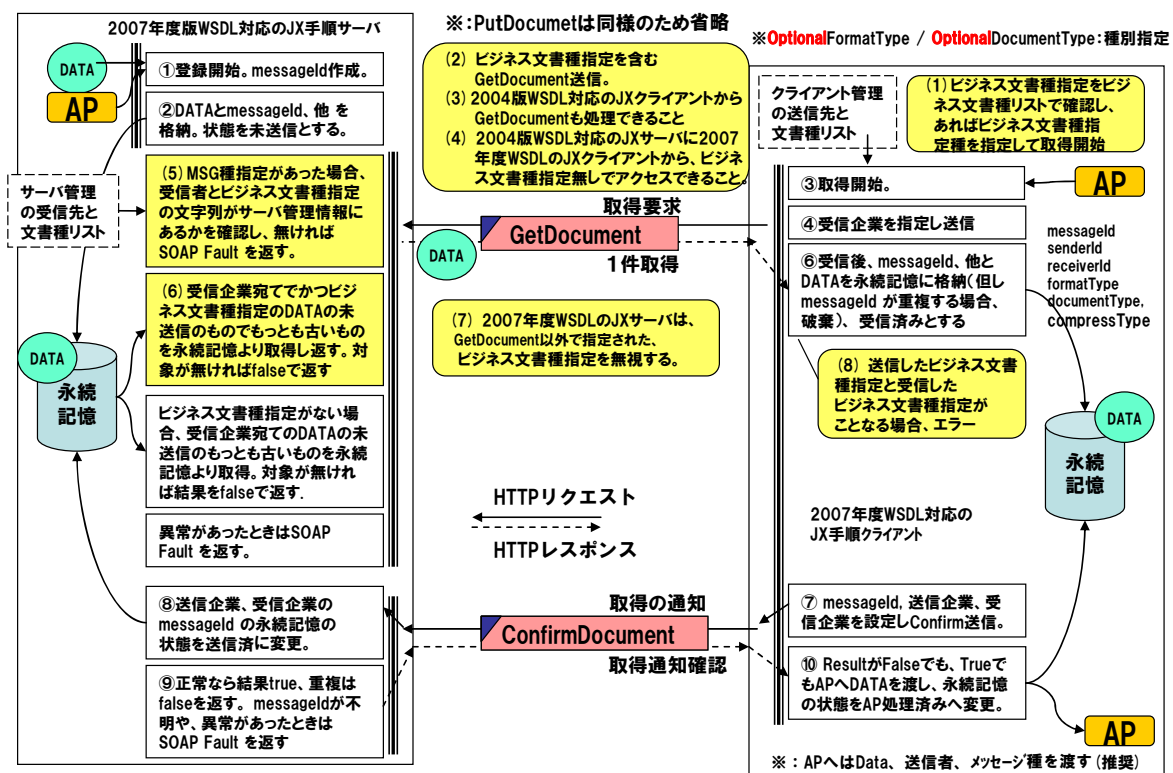 2007年度版WSDL対応のJX手順サーバ
※:PutDocumetは同様のため省略
※OptionalFormatType / OptionalDocumentType:種別指定
DATA
AP
①登録開始。messageId作成。
②DATAとmessageId、他 を
格納。状態を未送信とする。
サーバ管理
の受信先と
文書種リスト
(5) MSG種指定があった場合、
受信者とビジネス文書種指定
の文字列がサーバ管理情報に
あるかを確認し、無ければ
SOAP Fault を返す。
(6) 受信企業宛てでかつビジ
ネス文書種指定のDATAの未
送信のものでもっとも古いもの
を永続記憶より取得し返す。対
象が無ければfalseで返す
DATA
永続
記憶
ビジネス文書種指定がない場
合、受信企業宛てのDATAの未
送信のもっとも古いものを永続
記憶より取得。対象が無けれ
ば結果をfalseで返す.
異常があったときはSOAP
Fault を返す。
⑧送信企業、受信企業の
messageId の永続記憶の
状態を送信済に変更。
⑨正常なら結果true、重複は
falseを返す。messageIdが不
明や、異常があったときは
SOAP Fault を返す
(2) ビジネス文書種指定を含む
GetDocument送信。
(3) 2004版WSDL対応のJXクライアントから
GetDocumentも処理できること
(4) 2004版WSDL対応のJXサーバに2007
年度WSDLのJXクライアントから、ビジネ
ス文書種指定無しでアクセスできること。
取得要求
GetDocument
DATA
1件取得
(7) 2007年度WSDLのJXサーバは、
GetDocument以外で指定された、
ビジネス文書種指定を無視する。
HTTPリクエスト
HTTPレスポンス
取得の通知
ConfirmDocument
取得通知確認
クライアント管理
の送信先と
文書種リスト
(1)ビジネス文書種指定をビジ
ネス文書種リストで確認し、
あればビジネス文書種指
定種を指定して取得開始
③取得開始。
AP
④受信企業を指定し送信
⑥受信後、messageId、他と
DATAを永続記憶に格納(但し
messageId が重複する場合、
破棄)、受信済みとする
messageId
senderId
receiverId
formatType
documentType,
compressType
(8) 送信したビジネス文書
種指定と受信した
ビジネス文書種指定が
ことなる場合、エラー
DATA
永続
記憶
2007年度WSDL対応の
JX手順クライアント
⑦ messageId, 送信企業、受
信企業を設定しConfirm送信。
⑩ ResultがFalseでも、Trueで
もAPへDATAを渡し、永続記憶
の状態をAP処理済みへ変更。
AP
※:APへはData、送信者、メッセージ種を渡す(推奨)